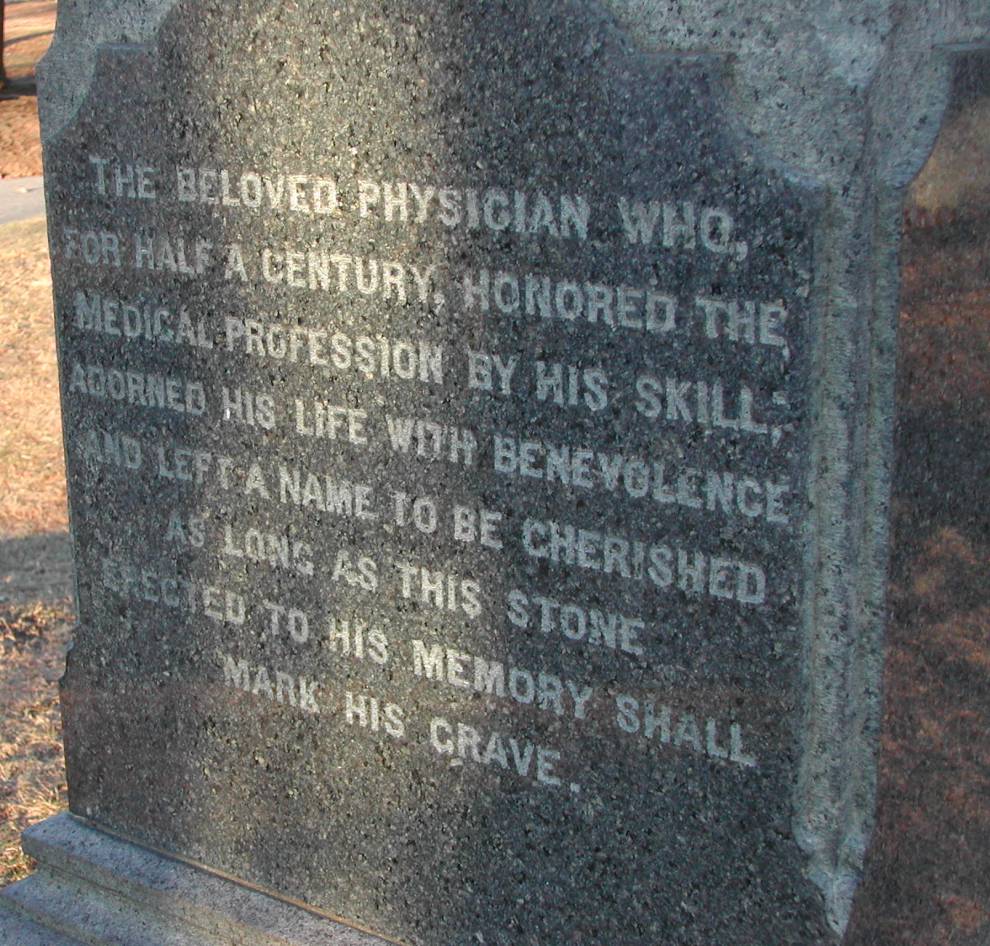 THE BELOVED PHYSICIAN WHO,
FOR HALF A CENTURY, HONORED THE
MEDICAL PROFESSION BY HIS SKILL;
ADORNED HIS LIFE WITH BENEVOLENCE
AND LEFT A NAME TO BE CHERISHED
AS LONG AS THIS STONE
ERECTED TO HIS MEMORY SHALL
MARK HIS GRAVE.